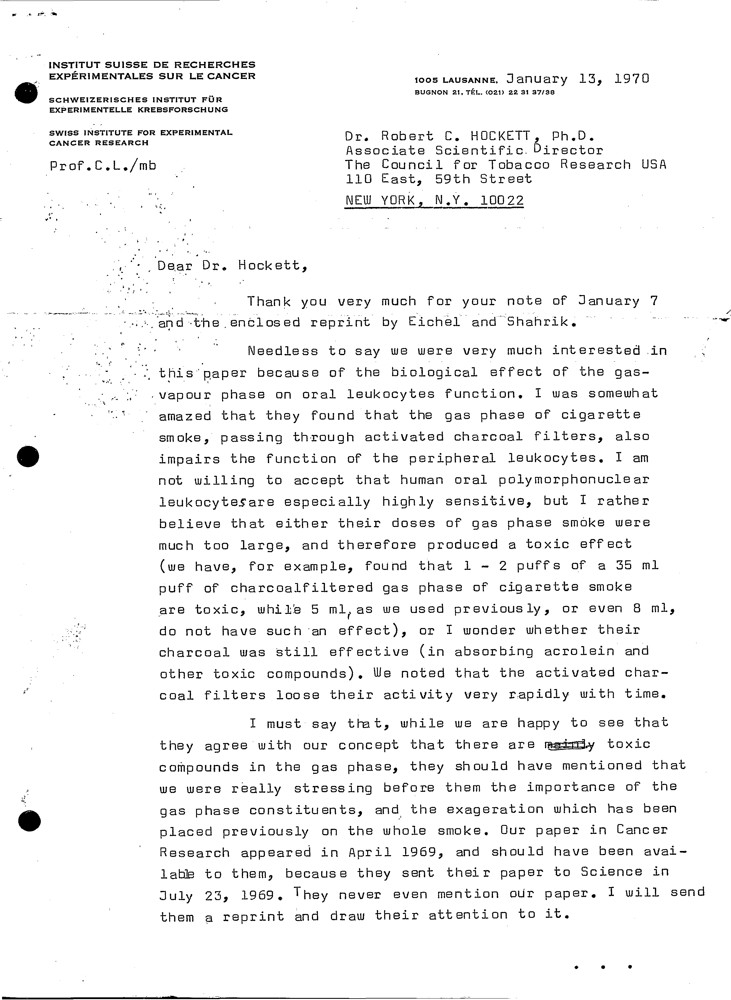 INSTITUT SUISSE DE RECHERCHES
EXPÉRIMENTALES SUR LE CANCER
SCHWEIZERISCHES INSTITUT FÜR
EXPERIMENTELLE KREBSFORSCHUNG
SWISS INSTITUTE FOR EXPERIMENTAL
CANCER RESEARCH
Prof.C.L./mb
1005 LAUSANNE, January 13, 1970
BUGNON 21. TÉL. (021) 22 31 37/38
Dr. Robert C. HOCKETT, Ph.D.
Associate Scientific Director
The Council for Tobacco Research USA
110 East, 59th Street
NEW YORK, N.Y. 10022
Dear Dr. Hockett,
Thank you very much for your note of January 7
and the enclosed reprint by Eichel and Shahrik.
Needless to say we were very much interested in
this paper because of the biological effect of the gas-
vapour phase on oral leukocytes function. I was somewhat
amazed that they found that the gas phase of cigarette
smoke, passing through activated charcoal filters, also
impairs the function of the peripheral leukocytes. I am
not willing to accept that human oral polymorphonuclear
leukocytesare especially highly sensitive, but I rather
believe that either their doses of gas phase smoke were
much too large, and therefore produced a toxic effect
(we have, for example, found that 1 - 2 puffs of a 35 ml
puff of charcoalfiltered gas phase of cigarette smoke
are toxic, while 5 ml, as we used previously, or even 8 ml,
do not have such an effect), or I wonder whether their
charcoal was still effective (in absorbing acrolein and
other toxic compounds). We noted that the activated char-
coal filters loose their activity very rapidly with time.
I must say that, while we are happy to see that
they agree with our concept that there are mainly toxic
compounds in the gas phase, they should have mentioned that
we were really stressing before them the importance of the
gas phase constituents, and the exageration which has been
placed previously on the whole smoke. Our paper in Cancer
Research appeared in April 1969, and should have been avai-
lable to them, because they sent their paper to Science in
July 23, 1969. They never even mention our paper. I will send
them a reprint and draw their attention to it.
. . .